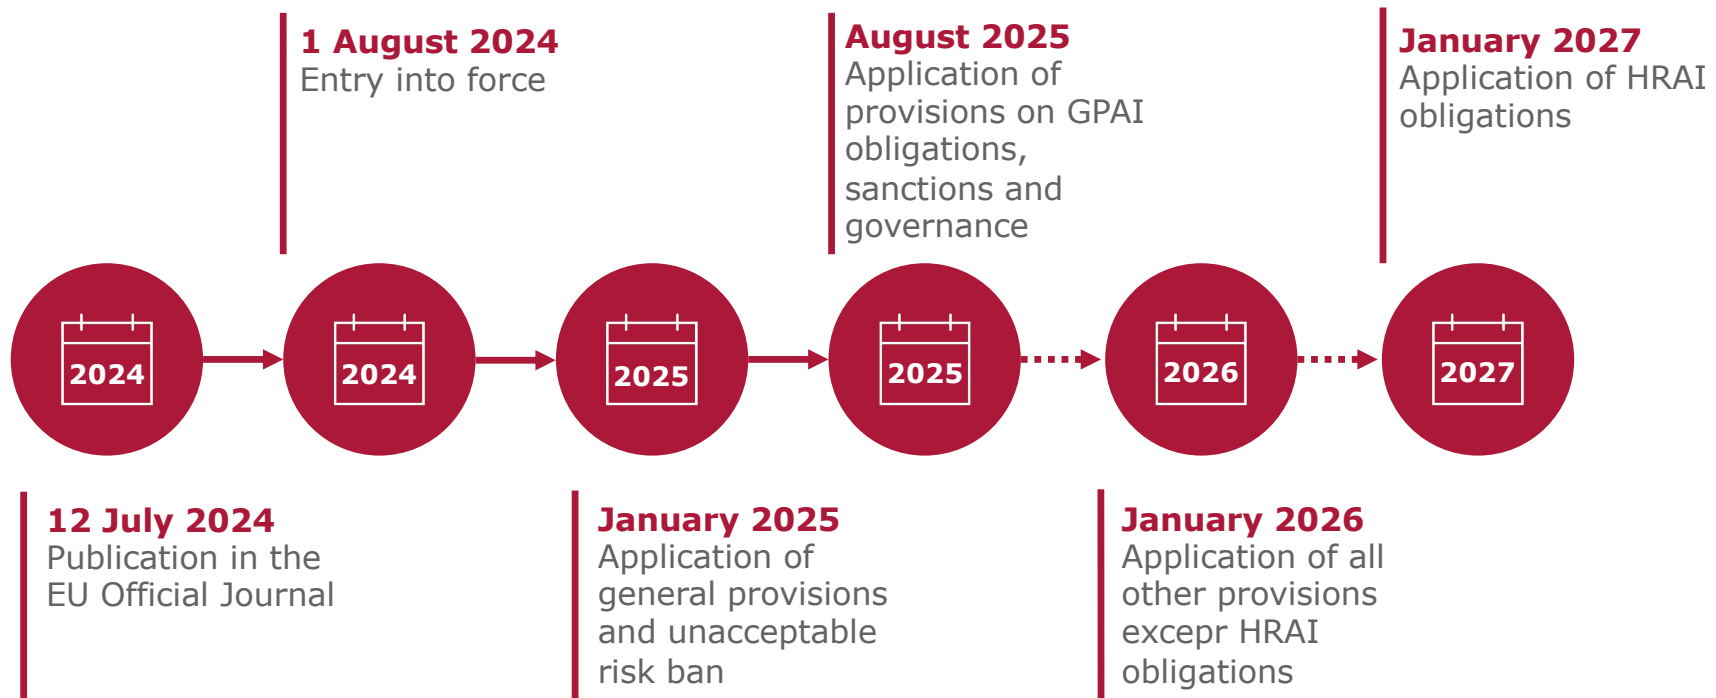 1 August 2024
Entry into force
August 2025
Application of
provisions on GPAI
obligations,
sanctions and
governance
January 2027
Application of HRAI
obligations
2024
2024
2025
2025
2026
2027
12 July 2024
Publication in the
EU Official Journal
January 2025
Application of
general provisions
and unacceptable
risk ban
January 2026
Application of all
other provisions
excepr HRAI
obligations